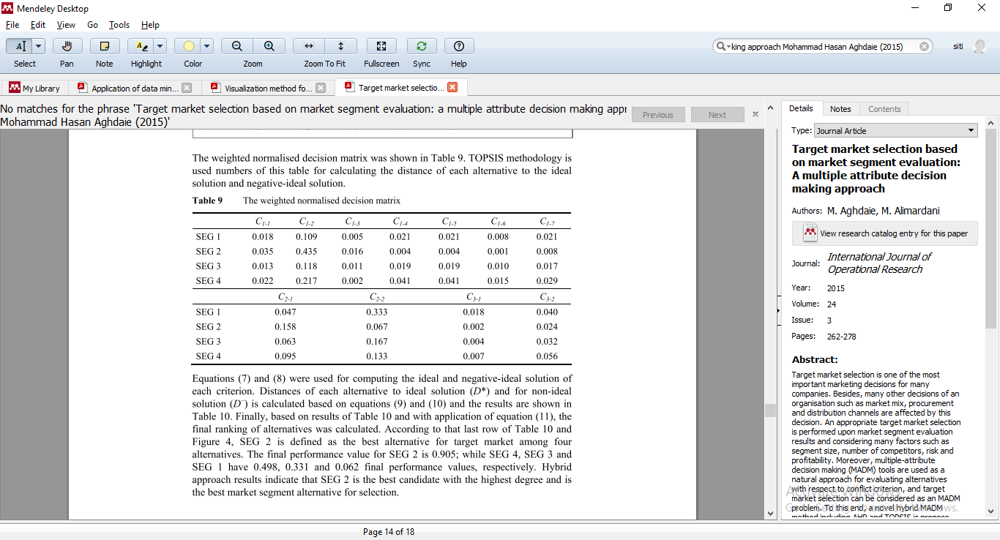 Mendeley Desktop
File Edit View Go Tools Help
Select Pan Note Highlight Color Zoom Zoom To Fit Fullscreen Sync Help
king approach Mohammad Hasan Aghdaie (2015)
siti
My Library Application of data min... Visualization method fo... Target market selectio...
No matches for the phrase 'Target market selection based on market segment evaluation: a multiple attribute decision making appr
Mohammad Hasan Aghdaie (2015)'
Previous Next
The weighted normalised decision matrix was shown in Table 9. TOPSIS methodology is
used numbers of this table for calculating the distance of each alternative to the ideal
solution and negative-ideal solution.
Table 9 The weighted normalised decision matrix
C1-1 C1-2 C1-3 C1-4 C1-5 C1-6 C1-7
SEG 1 0.018 0.109 0.005 0.021 0.021 0.008 0.021
SEG 2 0.035 0.435 0.016 0.004 0.004 0.001 0.008
SEG 3 0.013 0.118 0.011 0.019 0.019 0.010 0.017
SEG 4 0.022 0.217 0.002 0.041 0.041 0.015 0.029
C2-1 C2-2 C3-1 C3-2
SEG 1 0.047 0.333 0.018 0.040
SEG 2 0.158 0.067 0.002 0.024
SEG 3 0.063 0.167 0.004 0.032
SEG 4 0.095 0.133 0.007 0.056
Equations (7) and (8) were used for computing the ideal and negative-ideal solution of
each criterion. Distances of each alternative to ideal solution (D*) and for non-ideal
solution (D⁻) is calculated based on equations (9) and (10) and the results are shown in
Table 10. Finally, based on results of Table 10 and with application of equation (11), the
final ranking of alternatives was calculated. According to that last row of Table 10 and
Figure 4, SEG 2 is defined as the best alternative for target market among four
alternatives. The final performance value for SEG 2 is 0.905; while SEG 4, SEG 3 and
SEG 1 have 0.498, 0.331 and 0.062 final performance values, respectively. Hybrid
approach results indicate that SEG 2 is the best candidate with the highest degree and is
the best market segment alternative for selection.
Page 14 of 18
Details Notes Contents
Type: Journal Article
Target market selection based
on market segment evaluation:
A multiple attribute decision
making approach
Authors: M. Aghdaie, M. Alimardani
View research catalog entry for this paper
Journal: International Journal of
Operational Research
Year: 2015
Volume: 24
Issue: 3
Pages: 262-278
Abstract:
Target market selection is one of the most
important marketing decisions for many
companies. Besides, many other decisions of an
organisation such as market mix, procurement
and distribution channels are affected by this
decision. An appropriate target market selection
is performed upon market segment evaluation
results and considering many factors such as
segment size, number of competitors, risk and
profitability. Moreover, multiple-attribute
decision making (MADM) tools are used as a
natural approach for evaluating alternatives
with respect to conflict criterion, and target
market selection can be considered as an MADM
problem. To this end, a novel hybrid MADM
method including AHP and TOPSIS is propose
Activate Windows
Go to Settings to activate Windows.